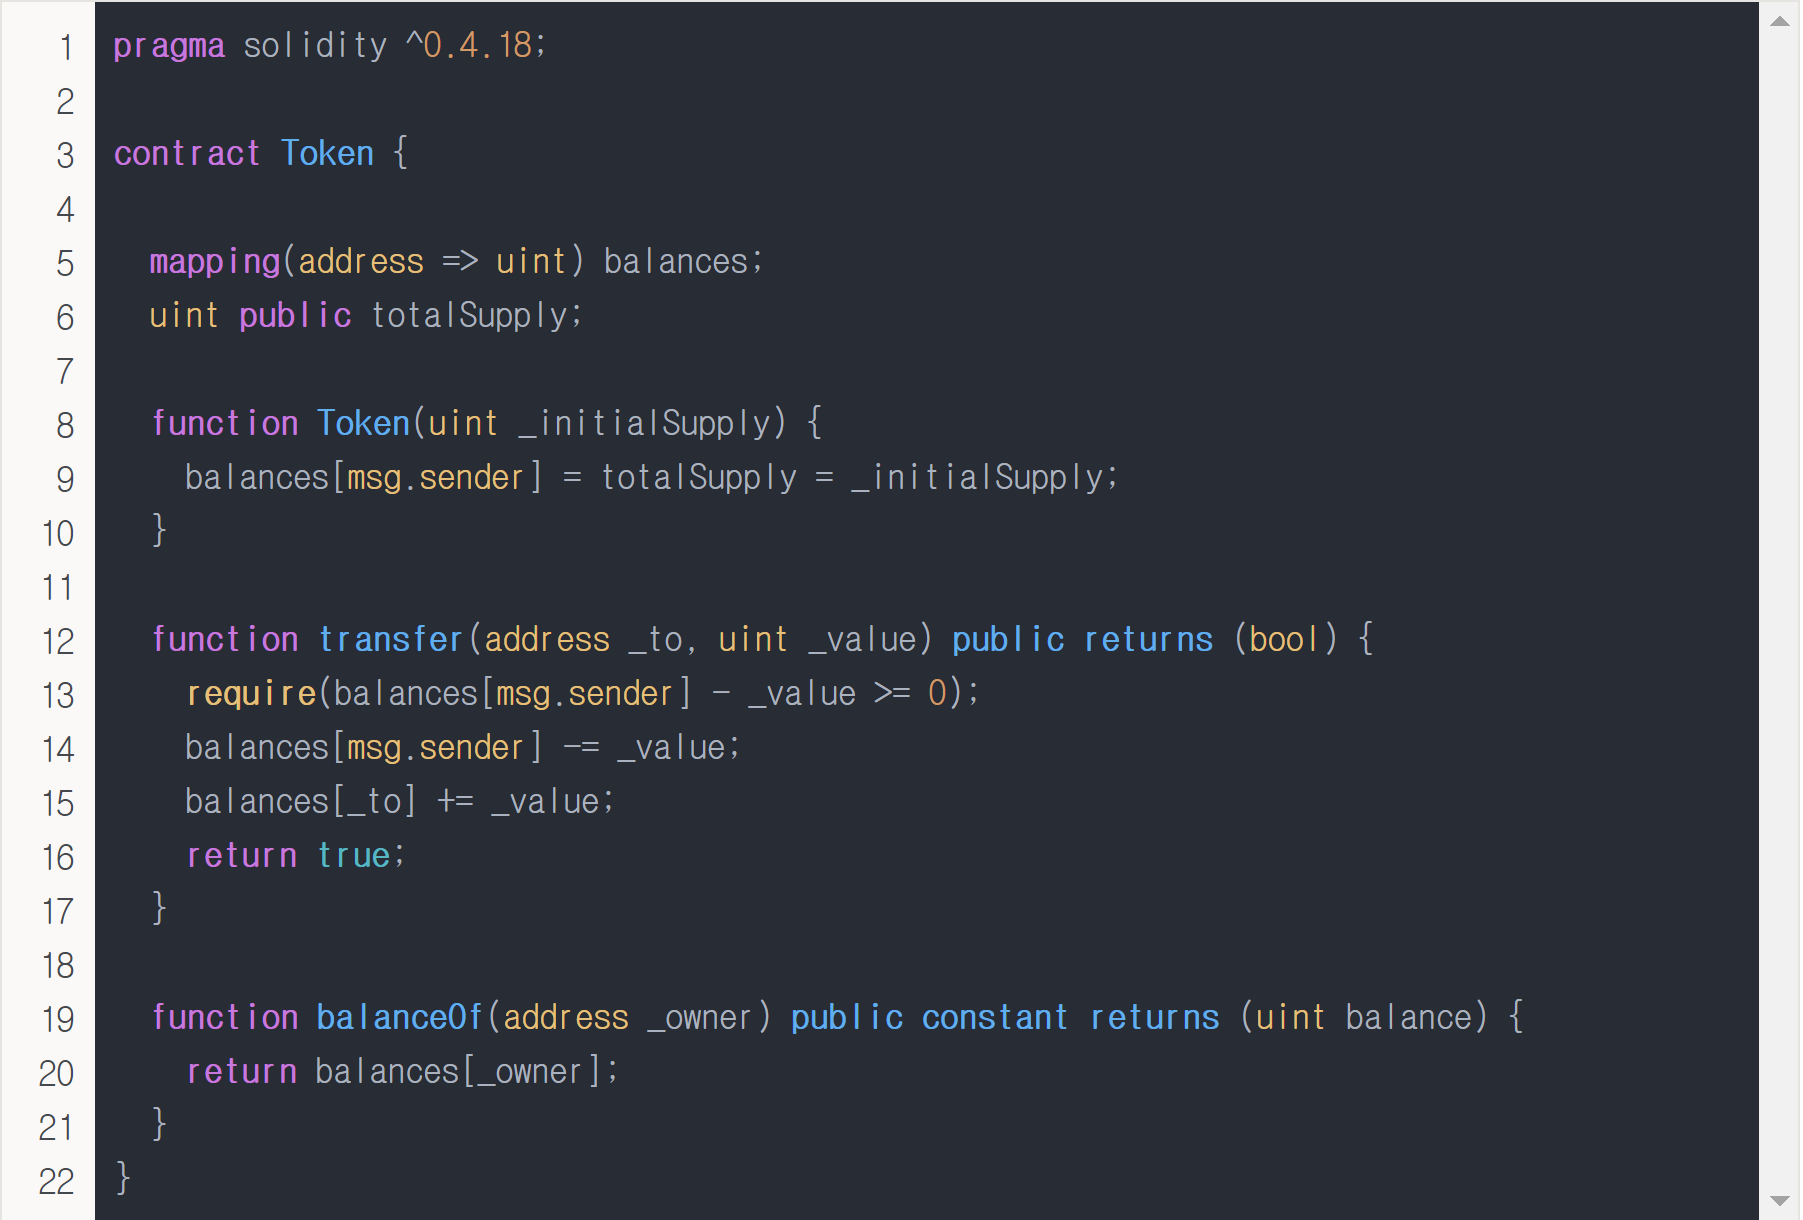 1 pragma solidity ^0.4.18;
2
3 contract Token {
4
5   mapping(address => uint) balances;
6   uint public totalSupply;
7
8   function Token(uint _initialSupply) {
9     balances[msg.sender] = totalSupply = _initialSupply;
10   }
11
12   function transfer(address _to, uint _value) public returns (bool) {
13     require(balances[msg.sender] - _value >= 0);
14     balances[msg.sender] -= _value;
15     balances[_to] += _value;
16     return true;
17   }
18
19   function balanceOf(address _owner) public constant returns (uint balance) {
20     return balances[_owner];
21   }
22 }